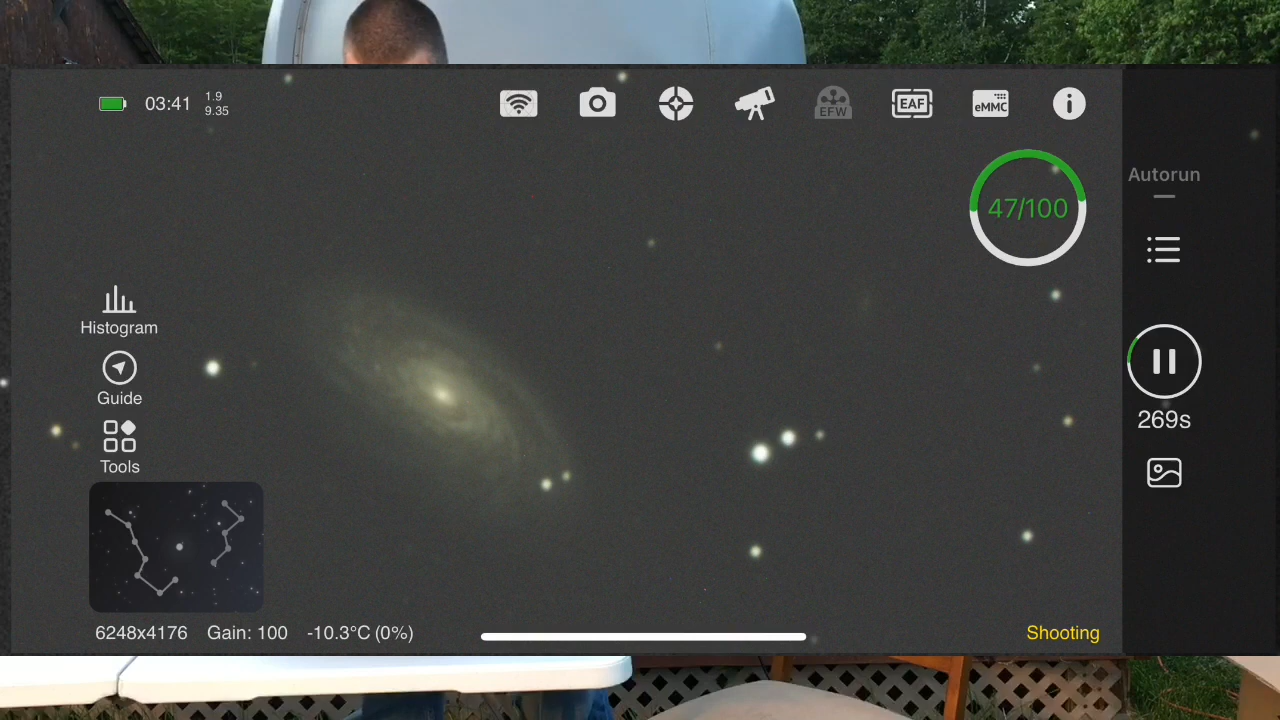 03:41
1.9
9.35
EFW
EAF
eMMC
Autorun
47/100
Histogram
Guide
269s
Tools
6248x4176 Gain: 100 -10.3°C (0%)
Shooting